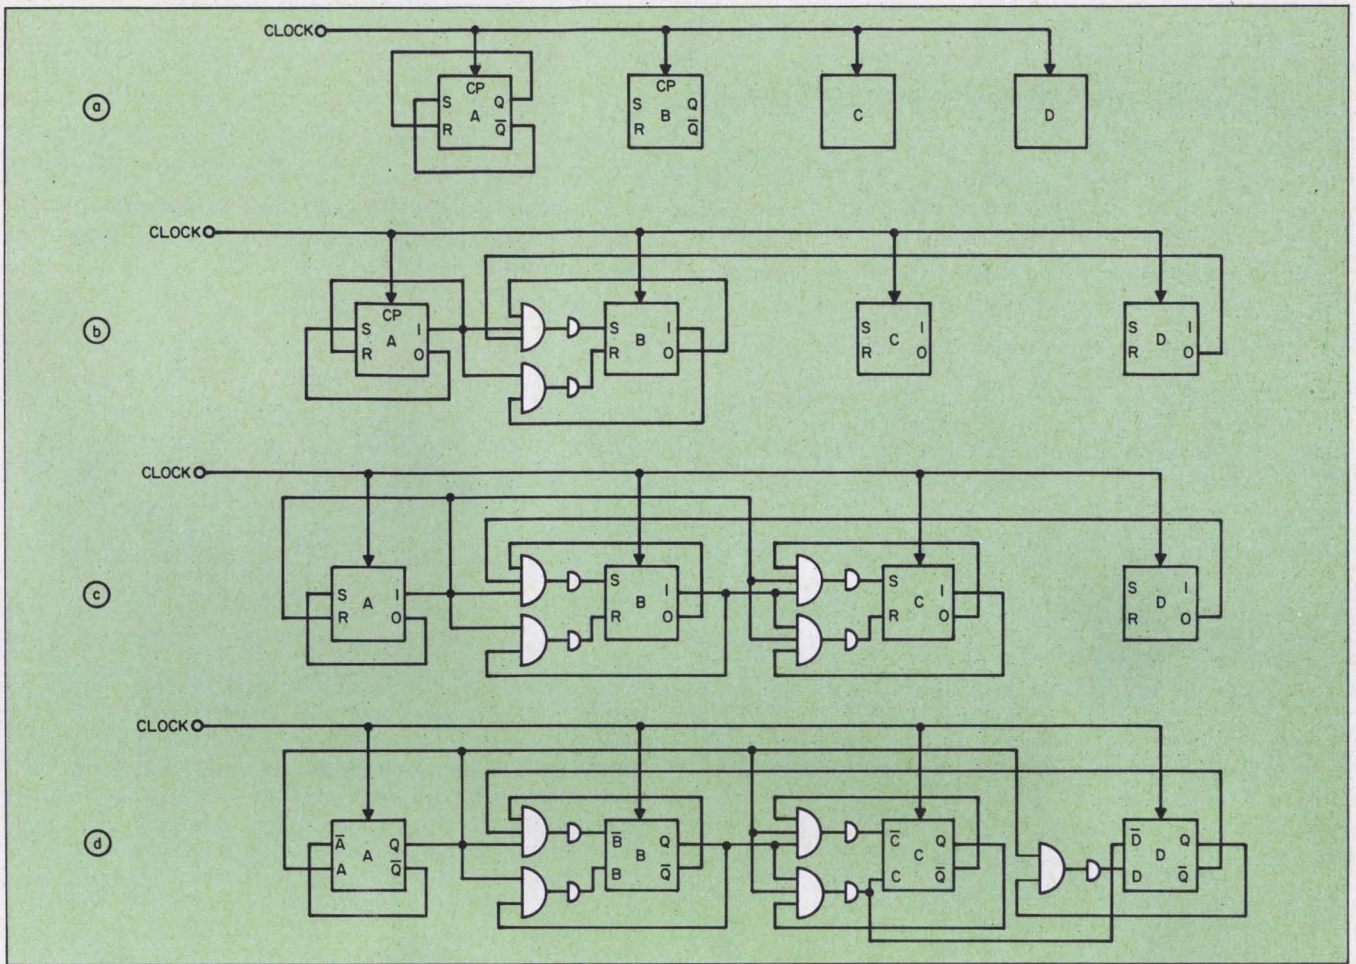 CLOCK
a
CP
CP
S Q
S Q
A
B
C
D
R Q̅
R Q̅
CLOCK
b
CP
S I
S I
S I
S I
A
B
C
D
R O
R O
R O
R O
CLOCK
c
S I
S I
S I
S I
A
B
C
D
R O
R O
R O
R O
CLOCK
d
A̅ A Q
B̅ B Q
C̅ C Q
D̅ D Q
A Q̅
B Q̅
C Q̅
D Q̅